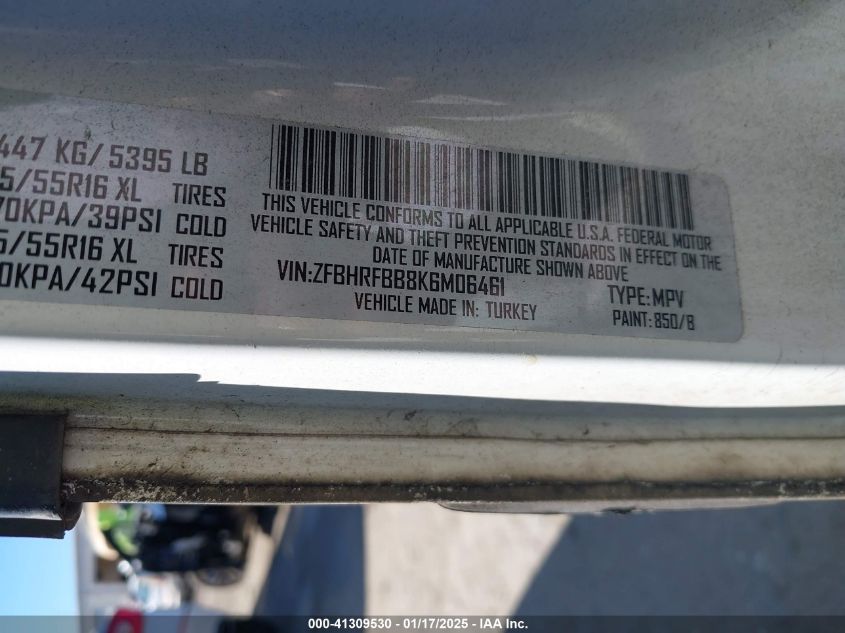 447 KG/ 5395 LB
5/55R16 XL TIRES
70KPA/39PSI COLD
5/55R16 XL TIRES
0KPA/42PSI COLD
THIS VEHICLE CONFORMS TO ALL APPLICABLE U.S.A. FEDERAL MOTOR
VEHICLE SAFETY AND THEFT PREVENTION STANDARDS IN EFFECT ON THE
DATE OF MANUFACTURE SHOWN ABOVE
VIN:ZFBHRFBB8K6M06461
TYPE:MPV
VEHICLE MADE IN: TURKEY
PAINT: 850/B
000-41309530 - 01/17/2025 - IAA Inc.